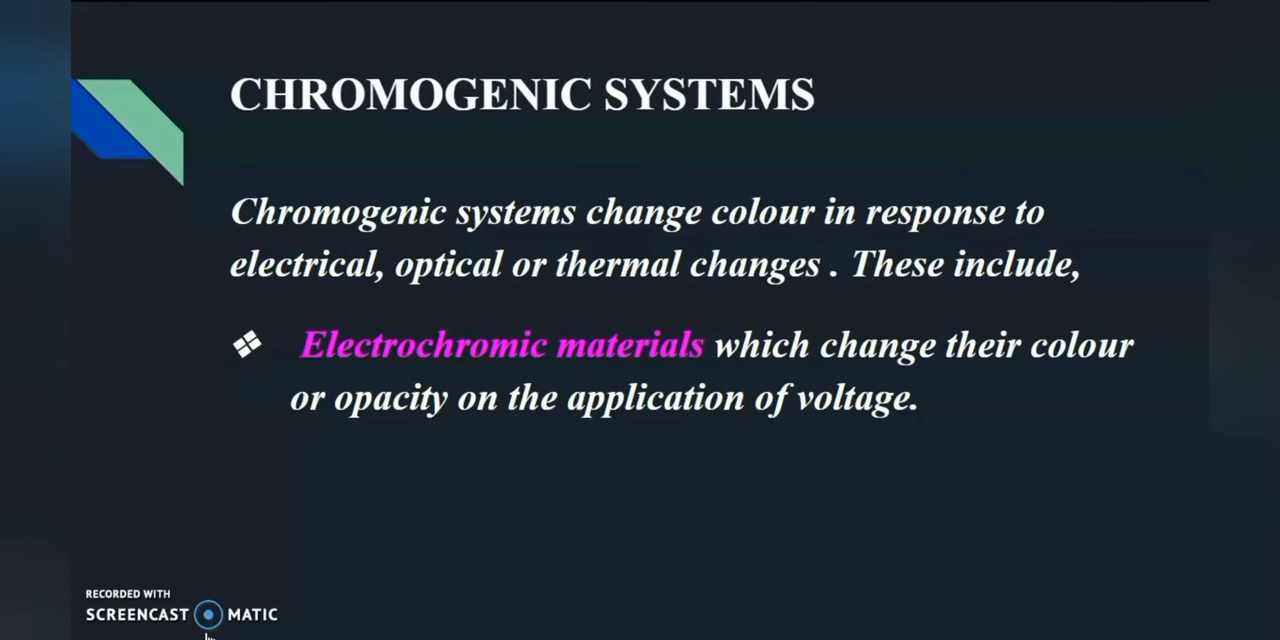 CHROMOGENIC SYSTEMS
Chromogenic systems change colour in response to
electrical, optical or thermal changes . These include,
❖ Electrochromic materials which change their colour
or opacity on the application of voltage.
RECORDED WITH
SCREENCAST MATIC